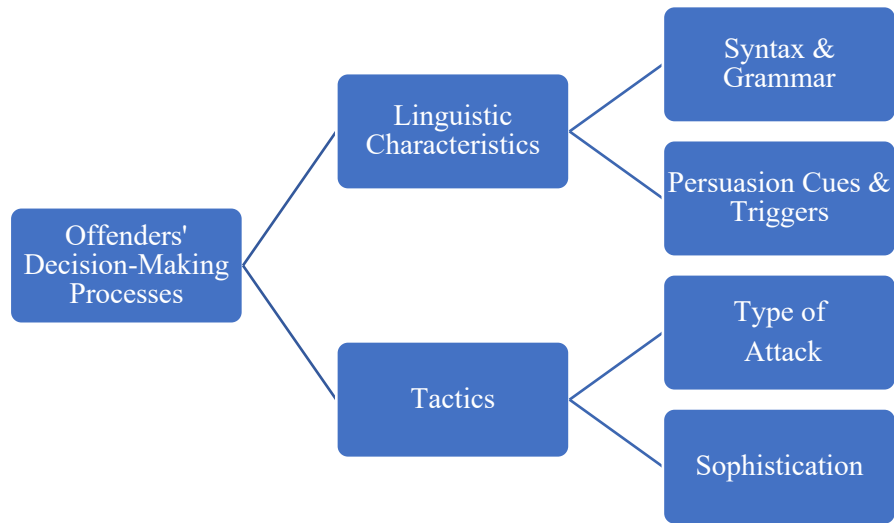 Offenders'
Decision-Making
Processes
Linguistic
Characteristics
Syntax &
Grammar
Persuasion Cues &
Triggers
Tactics
Type of
Attack
Sophistication